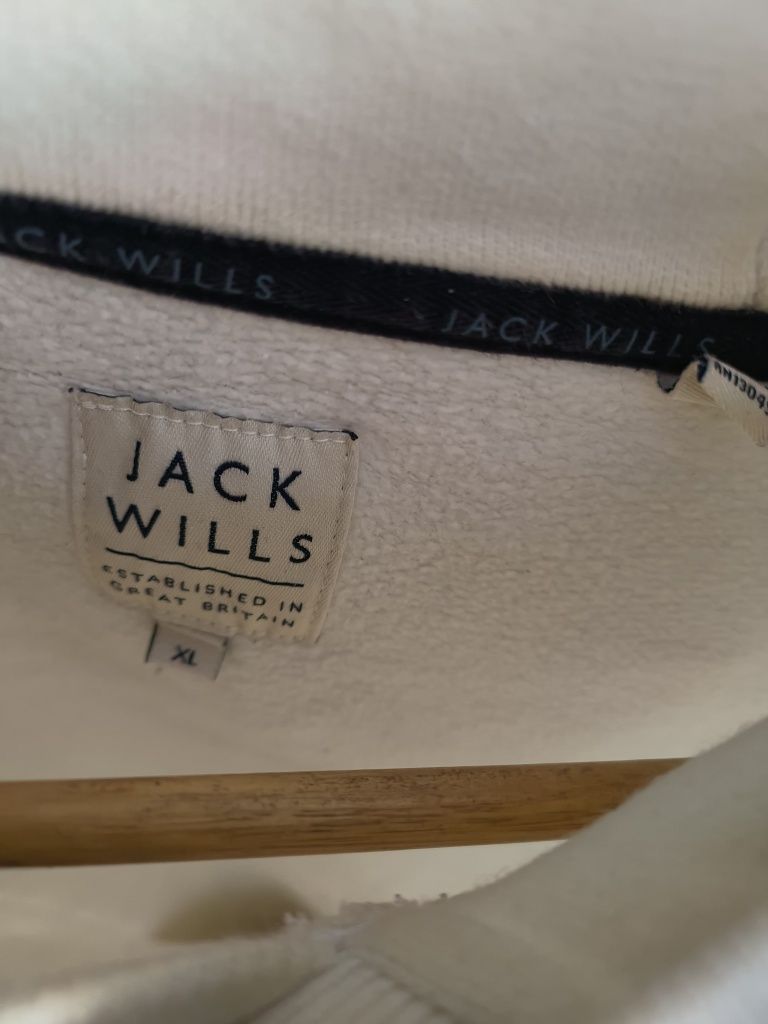 JACK WILLS
JACK WILLS
JACK
WILLS
ESTABLISHED IN
GREAT BRITAIN
XL